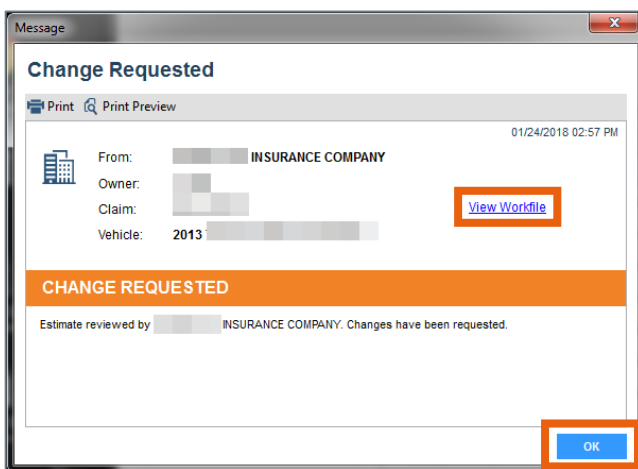 Message
Change Requested
Print Print Preview
01/24/2018 02:57 PM
From: INSURANCE COMPANY
Owner:
Claim:
View Workfile
Vehicle: 2013
CHANGE REQUESTED
Estimate reviewed by INSURANCE COMPANY. Changes have been requested.
OK